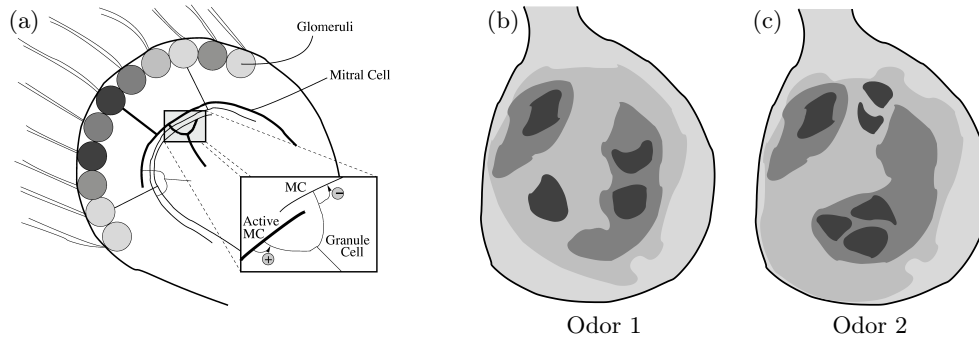 (a)
Glomeruli
Mitral Cell
MC
−
Active
MC
Granule
Cell
+
(b)
Odor 1
(c)
Odor 2